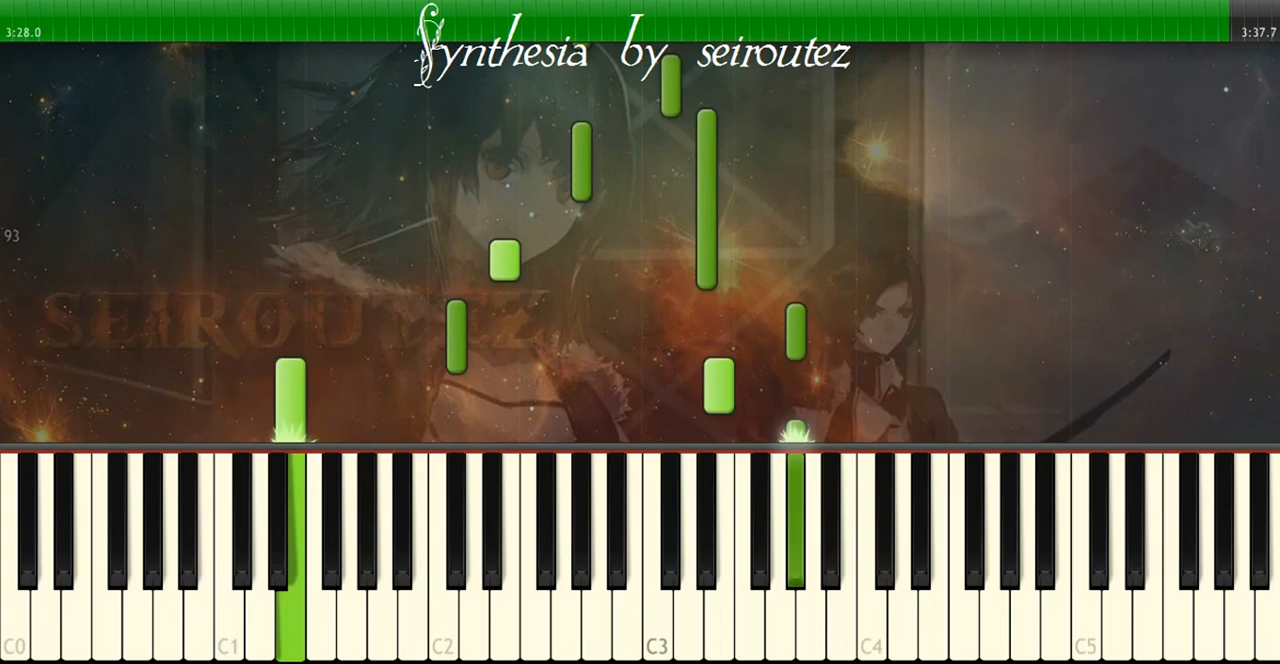 Synthesia by seiroutez
3:28.0
3:37.7
93
SEIROUTEZ
C0 C1 C2 C3 C4 C5